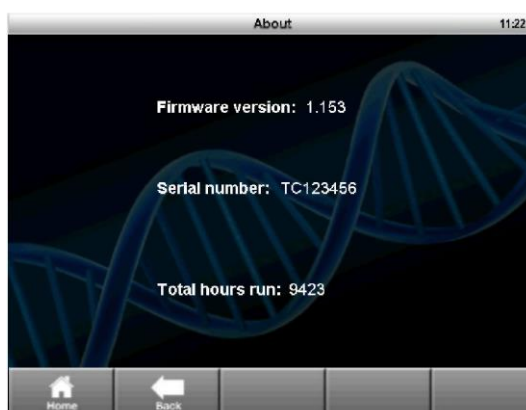 About 11:22
Firmware version: 1.153
Serial number: TC123456
Total hours run: 9423
Home Back